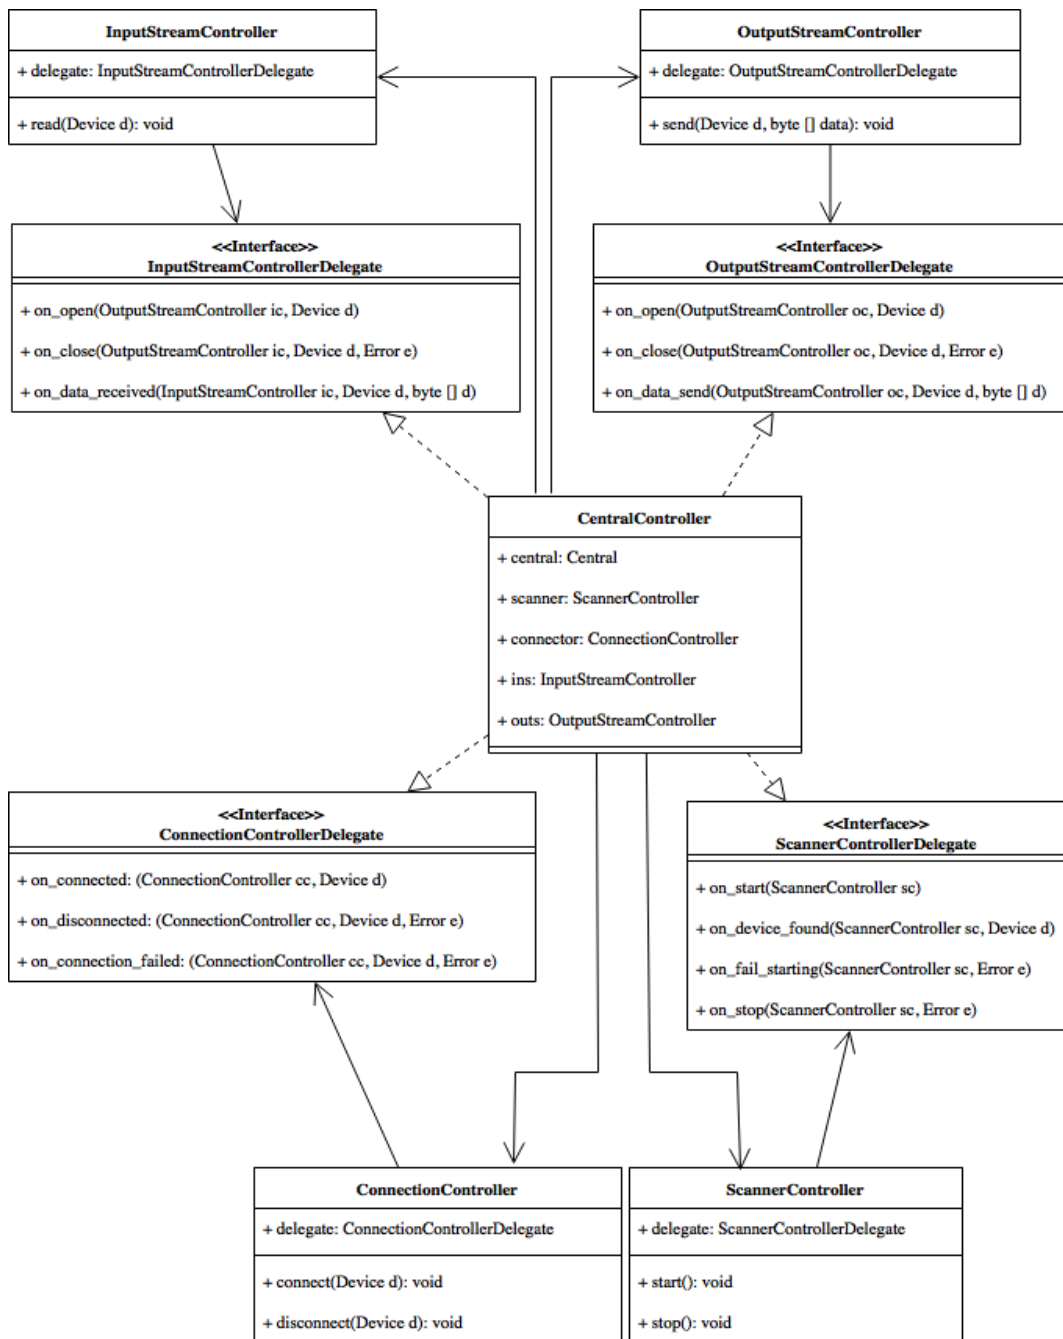 InputStreamController
+ delegate: InputStreamControllerDelegate
+ read(Device d): void
OutputStreamController
+ delegate: OutputStreamControllerDelegate
+ send(Device d, byte [] data): void
<<Interface>>
InputStreamControllerDelegate
+ on_open(OutputStreamController ic, Device d)
+ on_close(OutputStreamController ic, Device d, Error e)
+ on_data_received(InputStreamController ic, Device d, byte [] d)
<<Interface>>
OutputStreamControllerDelegate
+ on_open(OutputStreamController oc, Device d)
+ on_close(OutputStreamController oc, Device d, Error e)
+ on_data_send(OutputStreamController oc, Device d, byte [] d)
CentralController
+ central: Central
+ scanner: ScannerController
+ connector: ConnectionController
+ ins: InputStreamController
+ outs: OutputStreamController
<<Interface>>
ConnectionControllerDelegate
+ on_connected: (ConnectionController cc, Device d)
+ on_disconnected: (ConnectionController cc, Device d, Error e)
+ on_connection_failed: (ConnectionController cc, Device d, Error e)
<<Interface>>
ScannerControllerDelegate
+ on_start(ScannerController sc)
+ on_device_found(ScannerController sc, Device d)
+ on_fail_starting(ScannerController sc, Error e)
+ on_stop(ScannerController sc, Error e)
ConnectionController
+ delegate: ConnectionControllerDelegate
+ connect(Device d): void
+ disconnect(Device d): void
ScannerController
+ delegate: ScannerControllerDelegate
+ start(): void
+ stop(): void